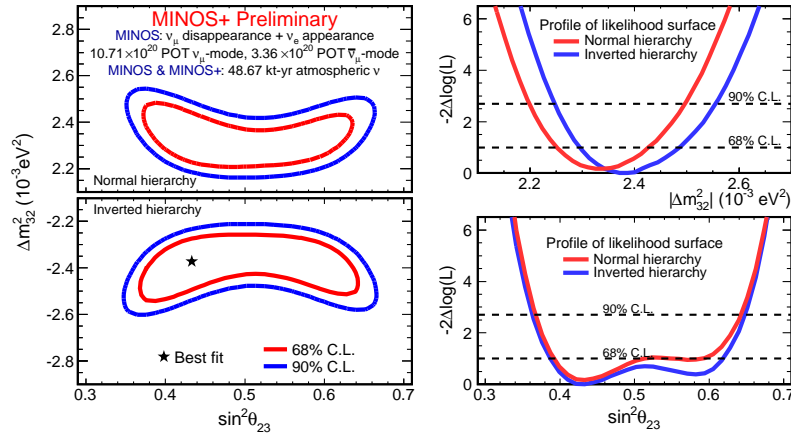 MINOS+ Preliminary
MINOS: νμ disappearance + νe appearance
10.71×10²⁰ POT νμ-mode, 3.36×10²⁰ POT ν̄μ-mode
MINOS & MINOS+: 48.67 kt-yr atmospheric ν
2.8
2.6
2.4
2.2
Normal hierarchy
Δm²₃₂ (10⁻³ eV²)
Inverted hierarchy
-2.2
-2.4
-2.6
-2.8
★ Best fit
68% C.L.
90% C.L.
0.3 0.4 0.5 0.6 0.7
sin²θ₂₃
Profile of likelihood surface
Normal hierarchy
Inverted hierarchy
90% C.L.
68% C.L.
-2Δlog(L)
6
4
2
0
2.2 2.4 2.6
|Δm²₃₂| (10⁻³ eV²)
Profile of likelihood surface
Normal hierarchy
Inverted hierarchy
90% C.L.
68% C.L.
-2Δlog(L)
6
4
2
0
0.3 0.4 0.5 0.6 0.7
sin²θ₂₃